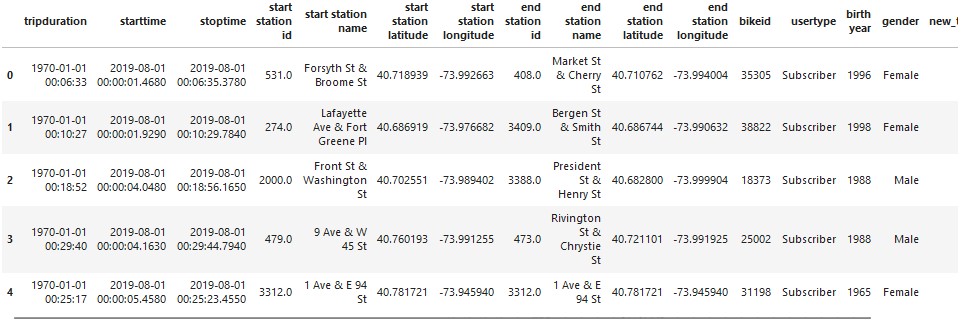 tripduration starttime stoptime start station id start station name start station latitude start station longitude end station id end station name end station latitude end station longitude bikeid usertype birth year gender new_t
0 1970-01-01 00:06:33 2019-08-01 00:00:01.4680 2019-08-01 00:06:35.3780 531.0 Forsyth St & Broome St 40.718939 -73.992663 408.0 Market St & Cherry St 40.710762 -73.994004 35305 Subscriber 1996 Female
1 1970-01-01 00:10:27 2019-08-01 00:00:01.9290 2019-08-01 00:10:29.7840 274.0 Lafayette Ave & Fort Greene Pl 40.686919 -73.976682 3409.0 Bergen St & Smith St 40.686744 -73.990632 38822 Subscriber 1998 Female
2 1970-01-01 00:18:52 2019-08-01 00:00:04.0480 2019-08-01 00:18:56.1650 2000.0 Front St & Washington St 40.702551 -73.989402 3388.0 President St & Henry St 40.682800 -73.999904 18373 Subscriber 1988 Male
3 1970-01-01 00:29:40 2019-08-01 00:00:04.1630 2019-08-01 00:29:44.7940 479.0 9 Ave & W 45 St 40.760193 -73.991255 473.0 Rivington St & Chrystie St 40.721101 -73.991925 25002 Subscriber 1988 Male
4 1970-01-01 00:25:17 2019-08-01 00:00:05.4580 2019-08-01 00:25:23.4550 3312.0 1 Ave & E 94 St 40.781721 -73.945940 3312.0 1 Ave & E 94 St 40.781721 -73.945940 31198 Subscriber 1965 Female